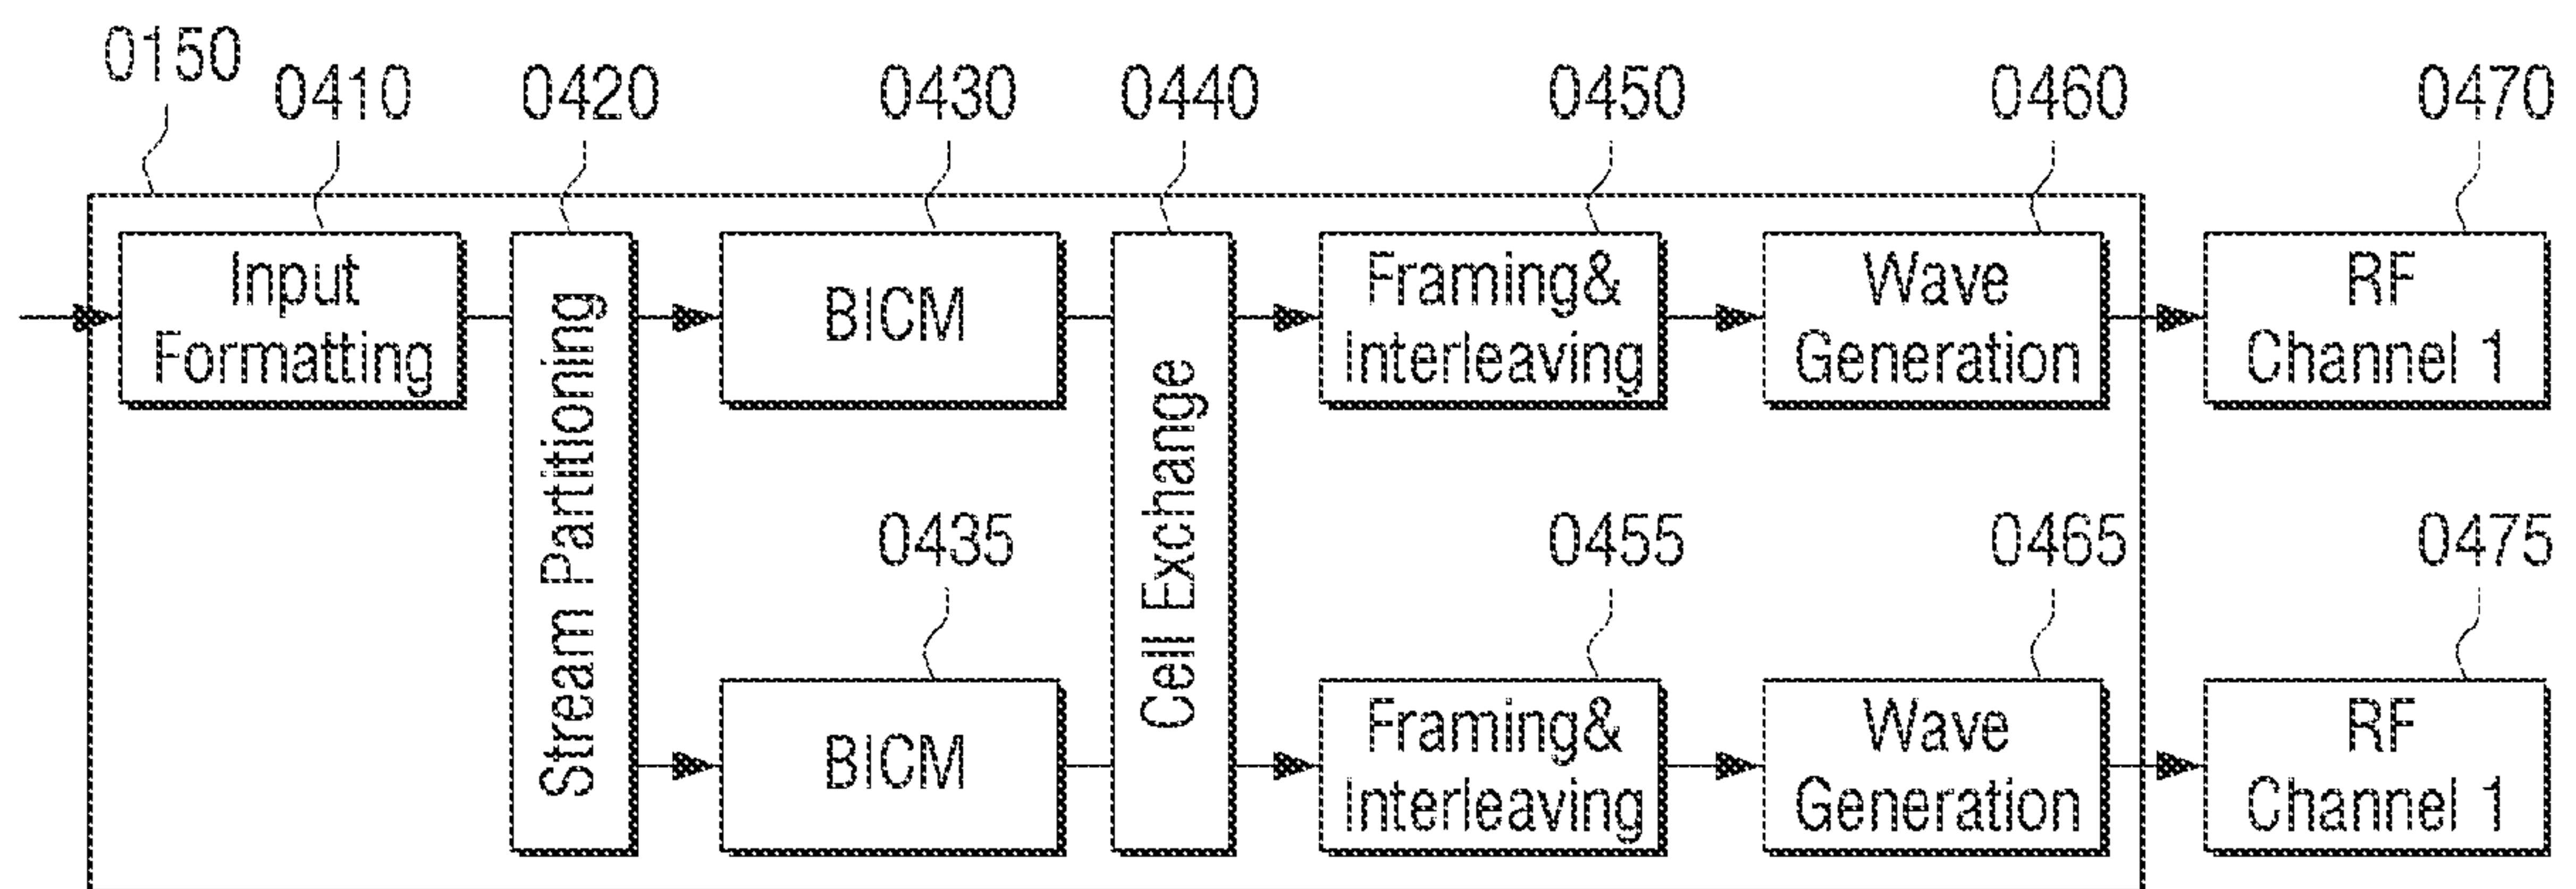 0150
0410
0420
0430
0440
0450
0460
0470
Input
Formatting
Stream Partitioning
BICM
Cell Exchange
Framing&
Interleaving
Wave
Generation
RF
Channel 1
0435
0455
0465
0475
BICM
Framing&
Interleaving
Wave
Generation
RF
Channel 1